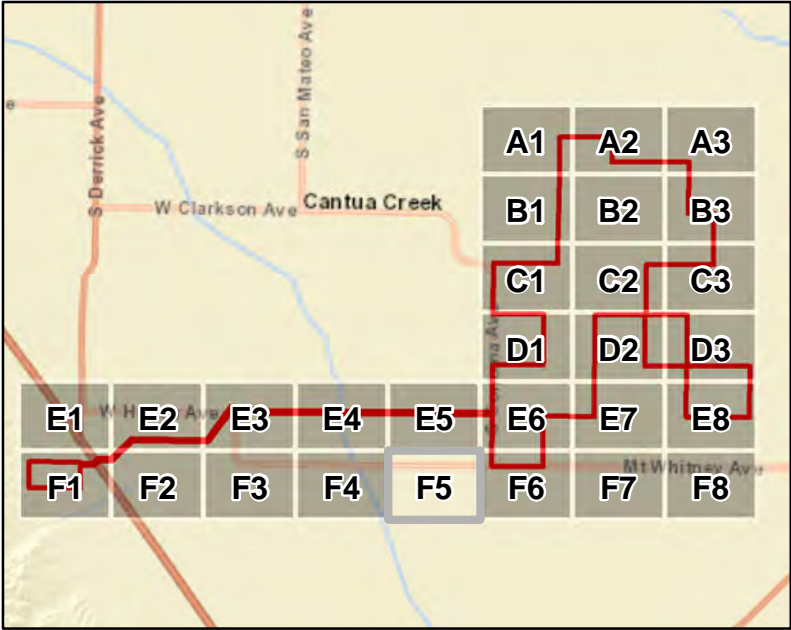 S San Mateo Ave
S Derrick Ave
e
A1 A2 A3
W Clarkson Ave Cantua Creek
B1 B2 B3
C1 C2 C3
D1 D2 D3
E1 E2 E3 E4 E5 E6 E7 E8
Mt Whitney Ave
F1 F2 F3 F4 F5 F6 F7 F8